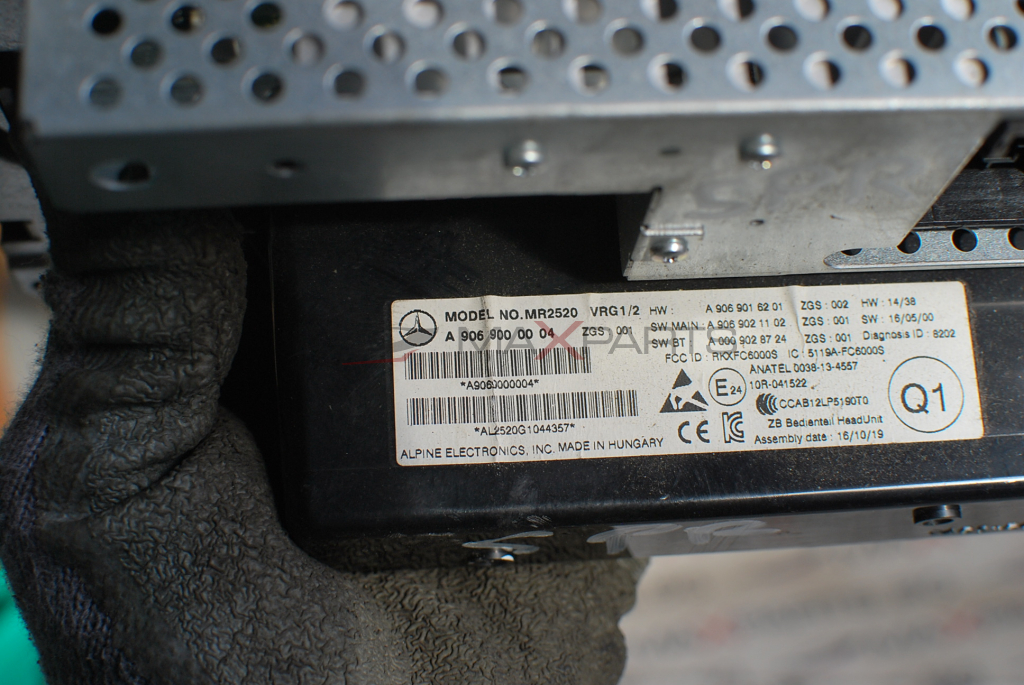 MODEL NO.MR2520 VRG1/2 HW : A 906 901 62 01 ZGS : 002 HW : 14/38
A 906 900 00 04 ZGS 001 SW MAIN : A 906 902 11 02 ZGS : 001 SW : 16/05/00
SW BT A 000 902 87 24 ZGS : 001 Diagnosis ID : 8202
FCC ID : RKXFC6000S IC : 5119A-FC6000S
ANATEL 0038-13-4557
*A9069000004*
E24 10R-041522
CCAB12LP5190T0
Q1
*AL2520G1044357*
CE
ZB Bedienteil HeadUnit
ALPINE ELECTRONICS, INC. MADE IN HUNGARY
Assembly date : 16/10/19
MAXPARTS